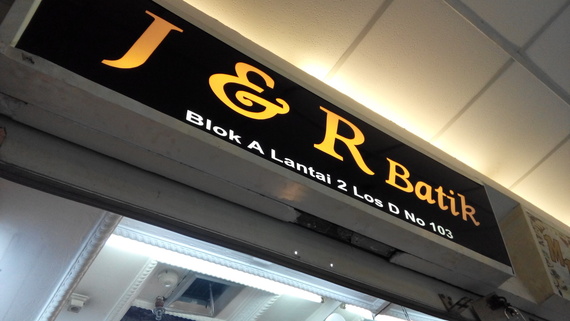 J & R Batik
Blok A Lantai 2 Los D No 103